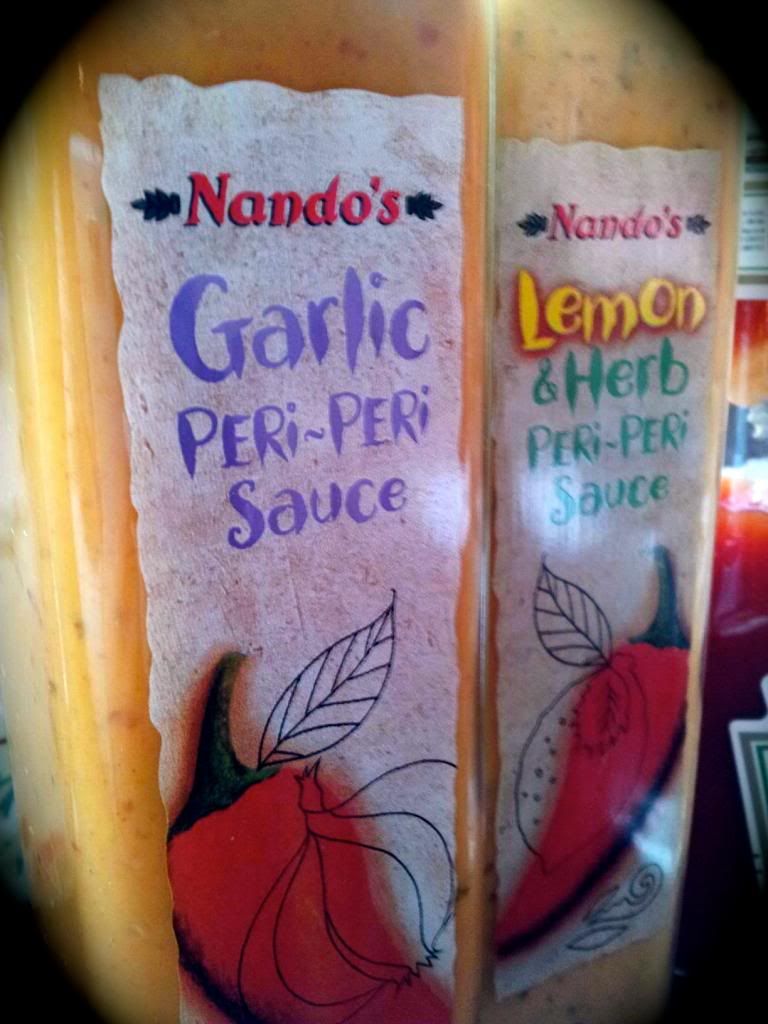 Nando's
Garlic
PERi~PERi
Sauce
Nando's
Lemon
& Herb
PERi~PERi
Sauce